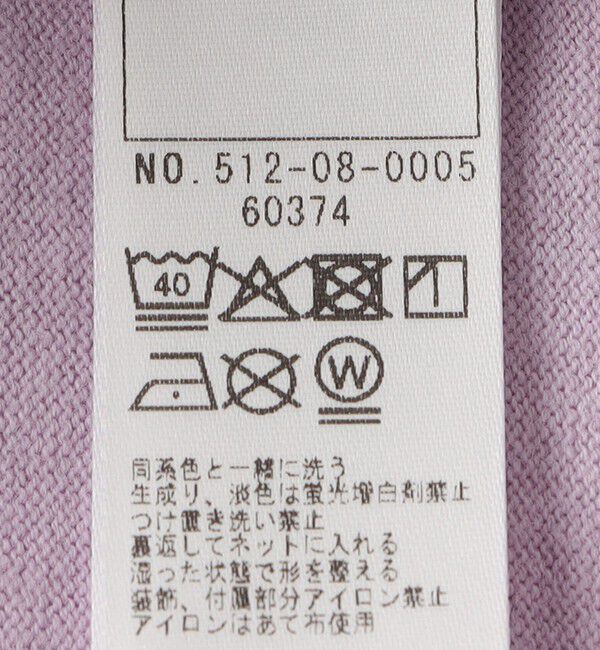 NO. 512-08-0005
60374
40
W
同系色と一緒に洗う
生成り、淡色は蛍光増白剤禁止
つけ置き洗い禁止
裏返してネットに入れる
湿った状態で形を整える
装飾、付属部分アイロン禁止
アイロンはあて布使用